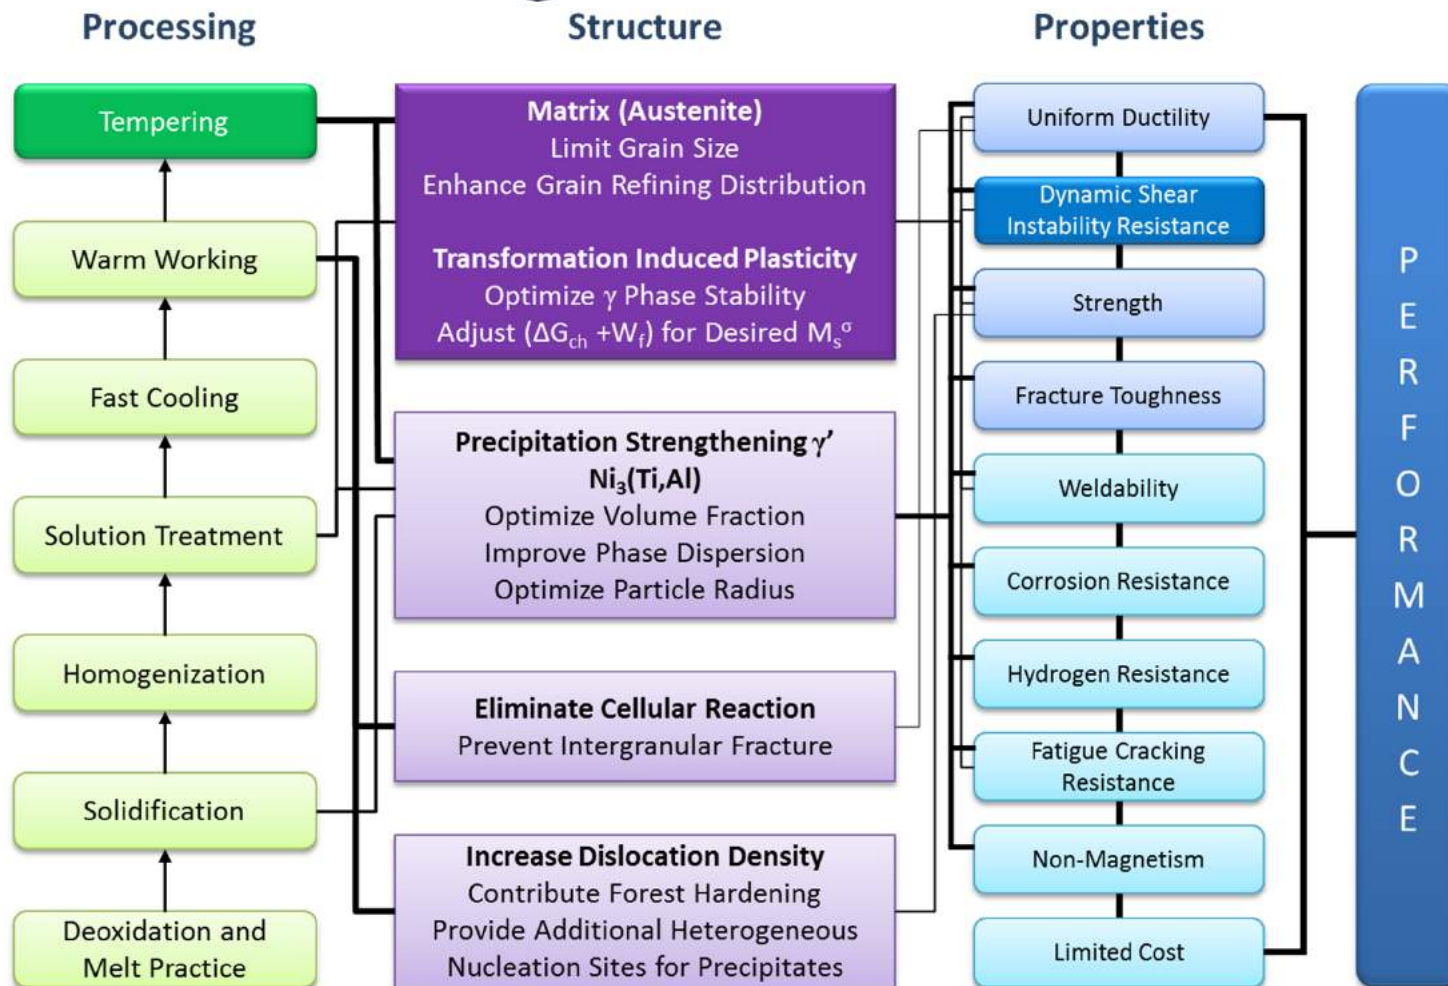 Processing
Structure
Properties
Tempering
Warm Working
Fast Cooling
Solution Treatment
Homogenization
Solidification
Deoxidation and
Melt Practice
Matrix (Austenite)
Limit Grain Size
Enhance Grain Refining Distribution
Transformation Induced Plasticity
Optimize γ Phase Stability
Adjust (ΔG_ch +W_f) for Desired M_s^σ
Precipitation Strengthening γ’
Ni₃(Ti,Al)
Optimize Volume Fraction
Improve Phase Dispersion
Optimize Particle Radius
Eliminate Cellular Reaction
Prevent Intergranular Fracture
Increase Dislocation Density
Contribute Forest Hardening
Provide Additional Heterogeneous
Nucleation Sites for Precipitates
Uniform Ductility
Dynamic Shear
Instability Resistance
Strength
Fracture Toughness
Weldability
Corrosion Resistance
Hydrogen Resistance
Fatigue Cracking
Resistance
Non-Magnetism
Limited Cost
PERFORMANCE